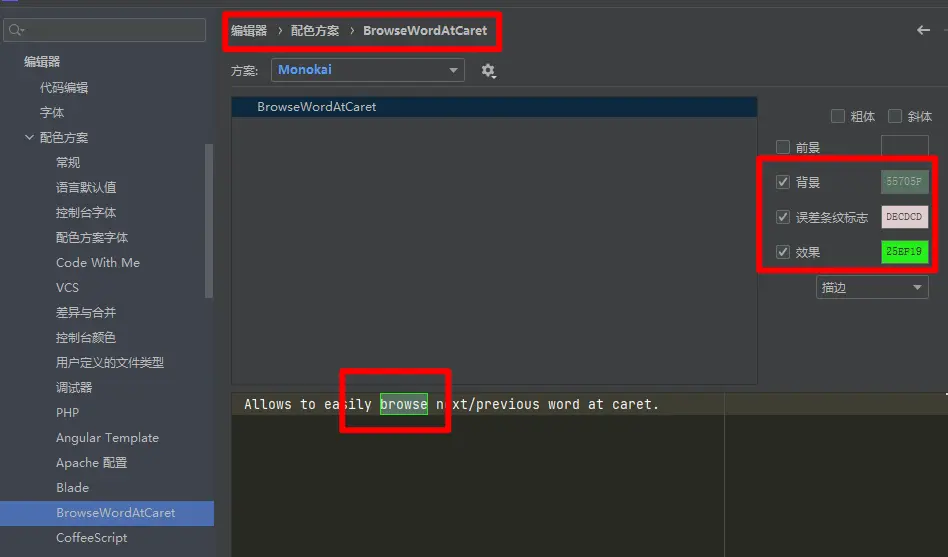 编辑器
代码编辑
字体
配色方案
常规
语言默认值
控制台字体
配色方案字体
Code With Me
VCS
差异与合并
控制台颜色
用户定义的文件类型
调试器
PHP
Angular Template
Apache 配置
Blade
BrowseWordAtCaret
CoffeeScript
编辑器 › 配色方案 › BrowseWordAtCaret
方案: Monokai
BrowseWordAtCaret
粗体 斜体
前景
背景 55705F
误差条纹标志 DECDCD
效果 25EF19
描边
Allows to easily browse next/previous word at caret.